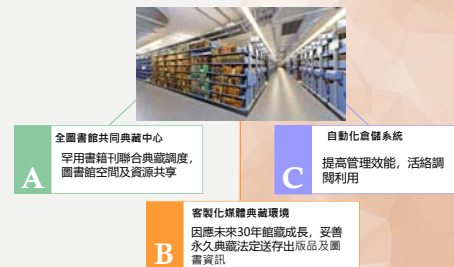 全圖書館共同典藏中心
A
罕用書籍刊聯合典藏調度，
圖書館空間及資源共享
自動化倉儲系統
C
提高管理效能，活絡調
閱利用
客製化媒體典藏環境
B
因應未來30年館藏成長，妥善
永久典藏法定送存出版品及圖
書資訊